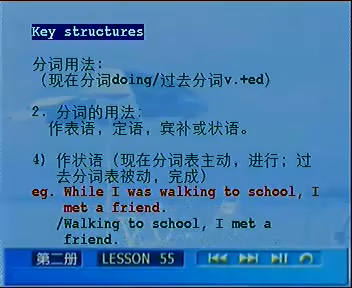 Key structures
分词用法:
(现在分词doing/过去分词v.+ed)
2. 分词的用法:
作表语，定语，宾补或状语。
4) 作状语（现在分词表主动，进行；过
去分词表被动，完成）
eg. While I was walking to school, I
met a friend.
/Walking to school, I met a
friend.
第二册 LESSON 55